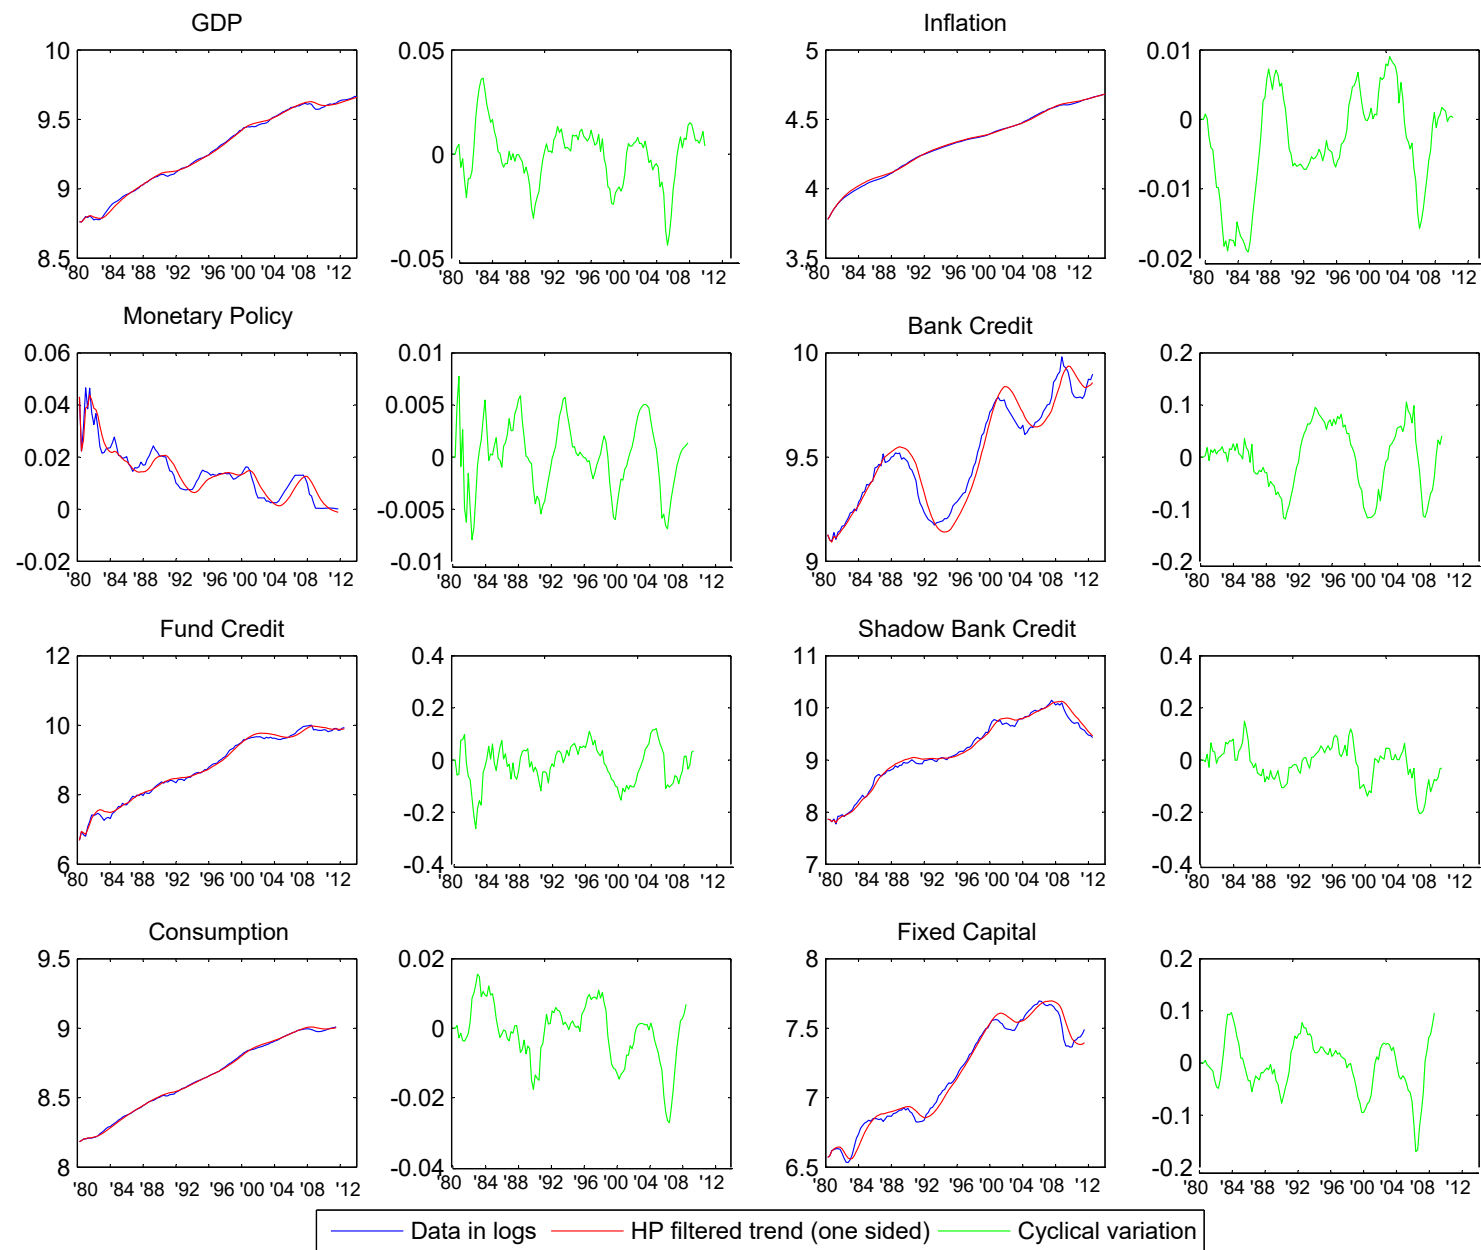 GDP
Inflation
10
9.5
9
8.5
'80 '84 '88 '92 '96 '00 '04 '08 '12
0.05
0
-0.05
'80 '84 '88 '92 '96 '00 '04 '08 '12
5
4.5
4
3.5
'80 '84 '88 '92 '96 '00 '04 '08 '12
0.01
0
-0.01
-0.02
'80 '84 '88 '92 '96 '00 '04 '08 '12
Monetary Policy
Bank Credit
0.06
0.04
0.02
0
-0.02
'80 '84 '88 '92 '96 '00 '04 '08 '12
0.01
0.005
0
-0.005
-0.01
'80 '84 '88 '92 '96 '00 '04 '08 '12
10
9.5
9
'80 '84 '88 '92 '96 '00 '04 '08 '12
0.2
0.1
0
-0.1
-0.2
'80 '84 '88 '92 '96 '00 '04 '08 '12
Fund Credit
Shadow Bank Credit
12
10
8
6
'80 '84 '88 '92 '96 '00 '04 '08 '12
0.4
0.2
0
-0.2
-0.4
'80 '84 '88 '92 '96 '00 '04 '08 '12
11
10
9
8
7
'80 '84 '88 '92 '96 '00 '04 '08 '12
0.4
0.2
0
-0.2
-0.4
'80 '84 '88 '92 '96 '00 '04 '08 '12
Consumption
Fixed Capital
9.5
9
8.5
8
'80 '84 '88 '92 '96 '00 '04 '08 '12
0.02
0
-0.02
-0.04
'80 '84 '88 '92 '96 '00 '04 '08 '12
8
7.5
7
6.5
'80 '84 '88 '92 '96 '00 '04 '08 '12
0.2
0.1
0
-0.1
-0.2
'80 '84 '88 '92 '96 '00 '04 '08 '12
Data in logs HP filtered trend (one sided) Cyclical variation